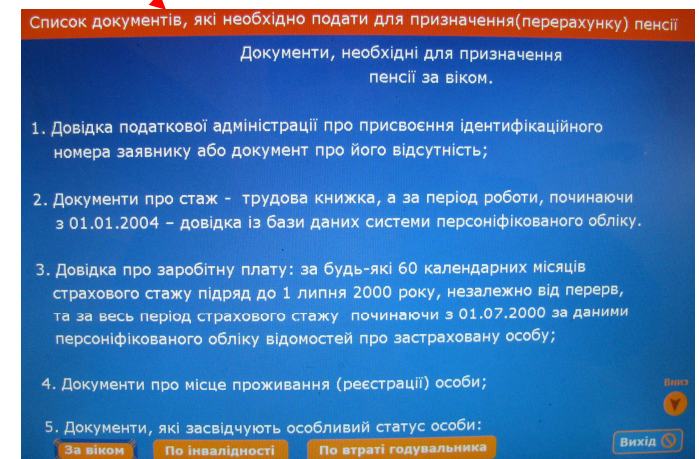 Список документів, які необхідно подати для призначення(перерахунку) пенсії
Документи, необхідні для призначення
пенсії за віком.
1. Довідка податкової адміністрації про присвоєння ідентифікаційного
номера заявнику або документ про його відсутність;
2. Документи про стаж - трудова книжка, а за період роботи, починаючи
з 01.01.2004 – довідка із бази даних системи персоніфікованого обліку.
3. Довідка про заробітну плату: за будь-які 60 календарних місяців
страхового стажу підряд до 1 липня 2000 року, незалежно від перерв,
та за весь період страхового стажу починаючи з 01.07.2000 за даними
персоніфікованого обліку відомостей про застраховану особу;
4. Документи про місце проживання (реєстрації) особи;
Вниз
5. Документи, які засвідчують особливий статус особи:
За віком По інвалідності По втраті годувальника Вихід